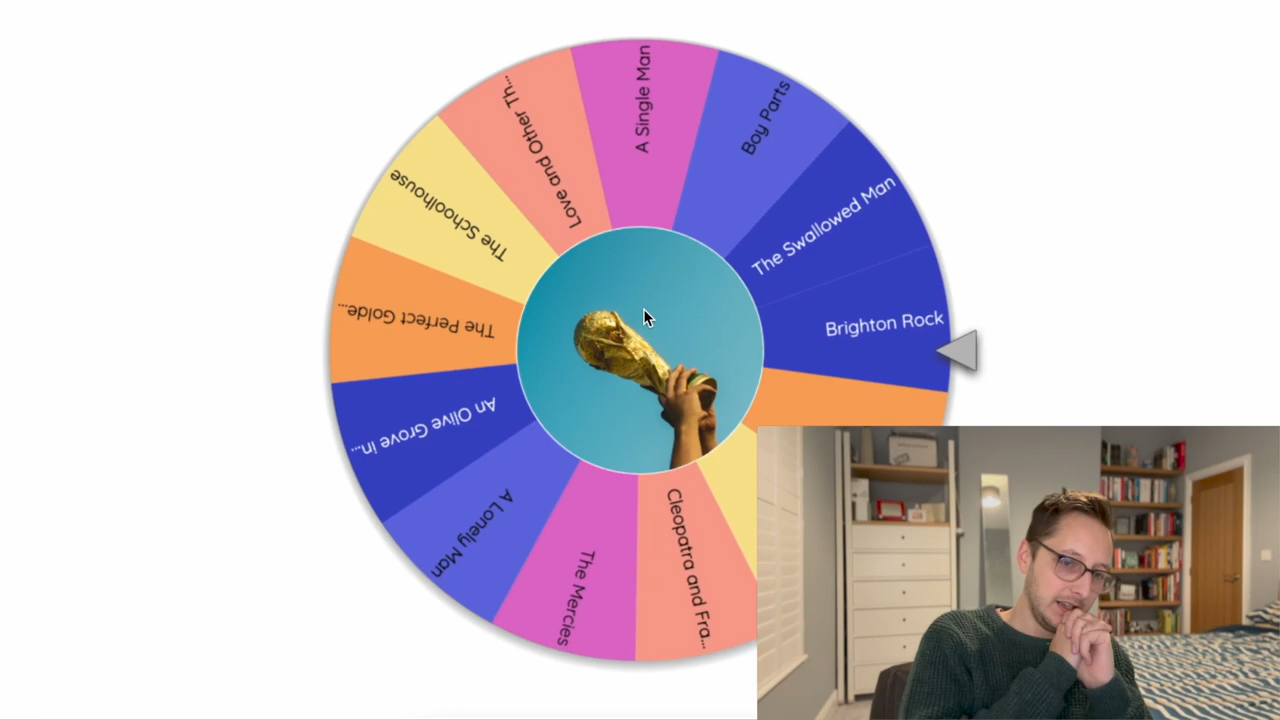 A Single Man
Boy Parts
The Swallowed Man
Brighton Rock
Cleopatra and Fra...
The Mercies
A Lonely Man
An Olive Grove in...
The Perfect Golde...
The Schoolhouse
Love and Other Th...